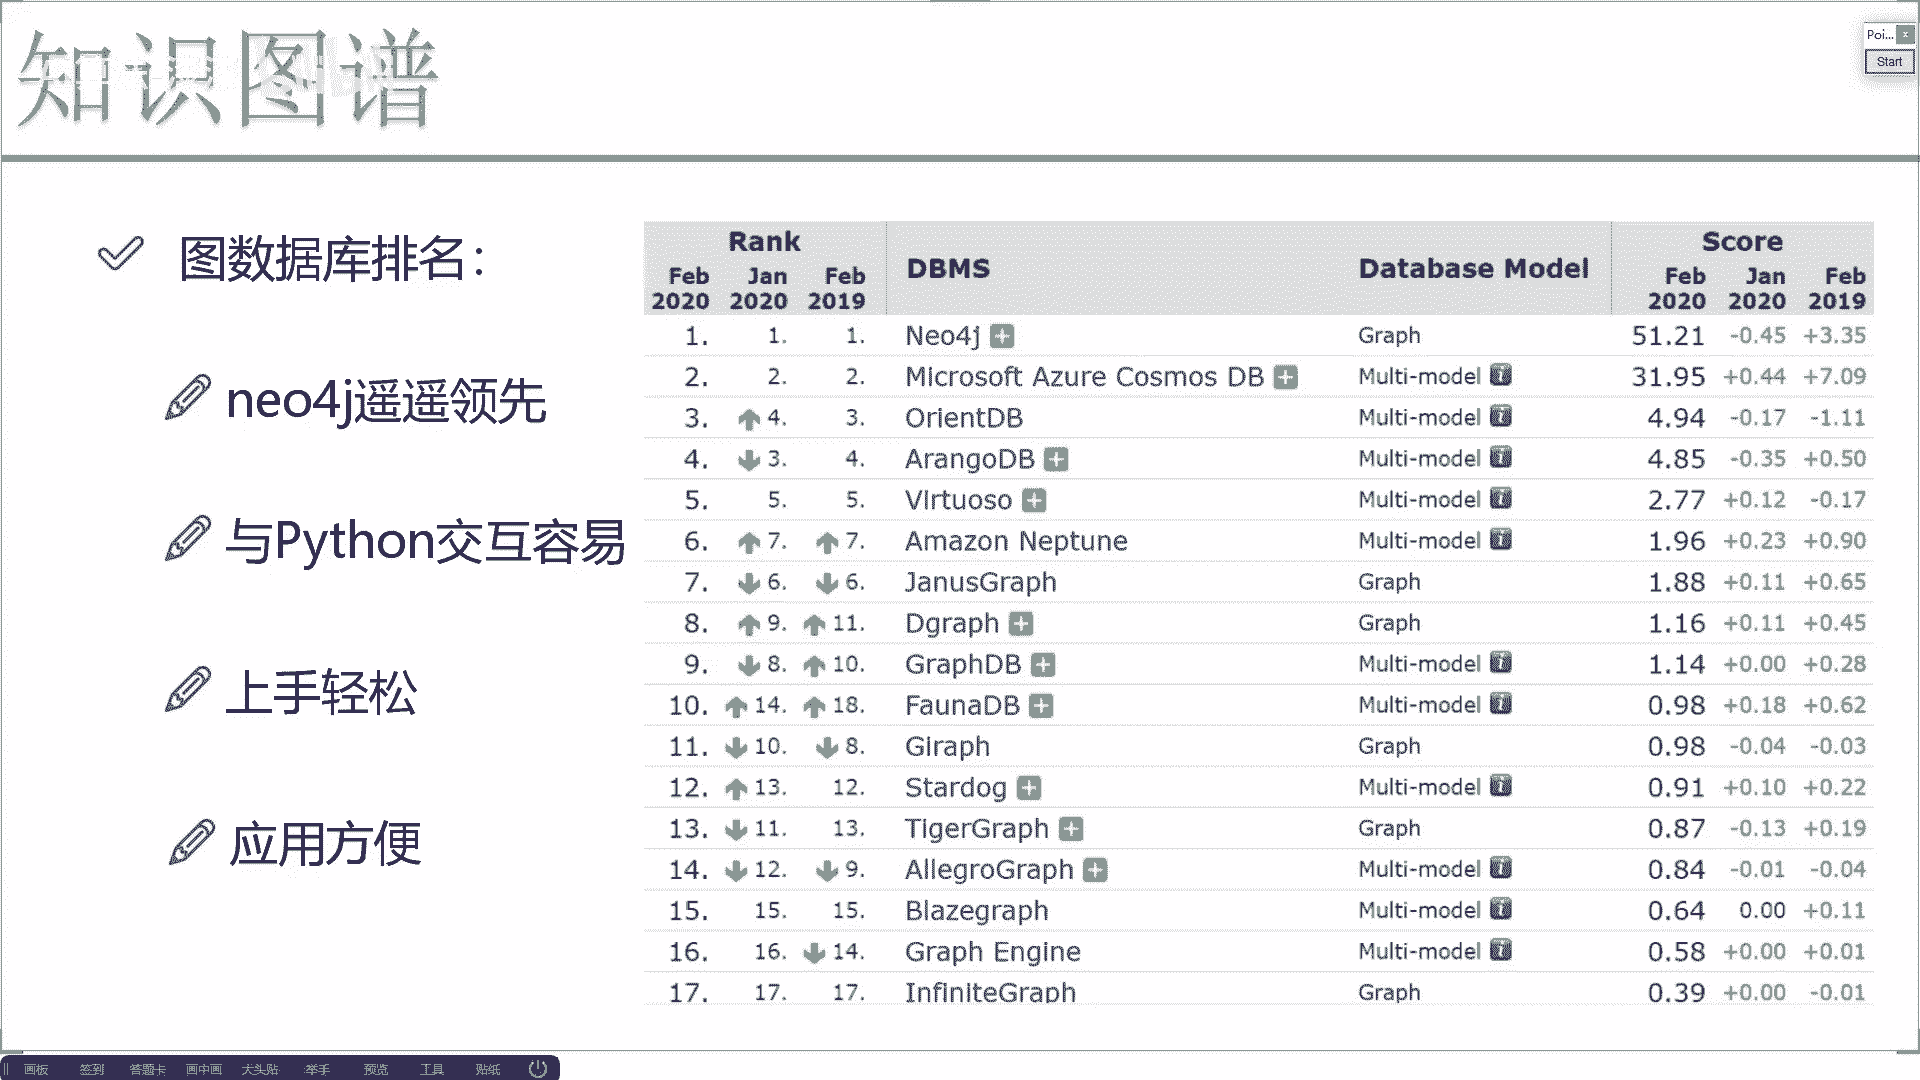 知识图谱
Poi...
Start
图数据库排名：
neo4j遥遥领先
与Python交互容易
上手轻松
应用方便
Rank DBMS Database Model Score
Feb 2020 Jan 2020 Feb 2019 Feb 2020 Jan 2020 Feb 2019
1. 1. 1. Neo4j Graph 51.21 -0.45 +3.35
2. 2. 2. Microsoft Azure Cosmos DB Multi-model 31.95 +0.44 +7.09
3. 4. 3. OrientDB Multi-model 4.94 -0.17 -1.11
4. 3. 4. ArangoDB Multi-model 4.85 -0.35 +0.50
5. 5. 5. Virtuoso Multi-model 2.77 +0.12 -0.17
6. 7. 7. Amazon Neptune Multi-model 1.96 +0.23 +0.90
7. 6. 6. JanusGraph Graph 1.88 +0.11 +0.65
8. 9. 11. Dgraph Graph 1.16 +0.11 +0.45
9. 8. 10. GraphDB Multi-model 1.14 +0.00 +0.28
10. 14. 18. FaunaDB Multi-model 0.98 +0.18 +0.62
11. 10. 8. Giraph Graph 0.98 -0.04 -0.03
12. 13. 12. Stardog Multi-model 0.91 +0.10 +0.22
13. 11. 13. TigerGraph Graph 0.87 -0.13 +0.19
14. 12. 9. AllegroGraph Multi-model 0.84 -0.01 -0.04
15. 15. 15. Blazegraph Multi-model 0.64 0.00 +0.11
16. 16. 14. Graph Engine Multi-model 0.58 +0.00 +0.01
17. 17. 17. InfiniteGraph Graph 0.39 +0.00 -0.01
画板 签到 答题卡 画中画 大头贴 举手 预览 工具 贴纸